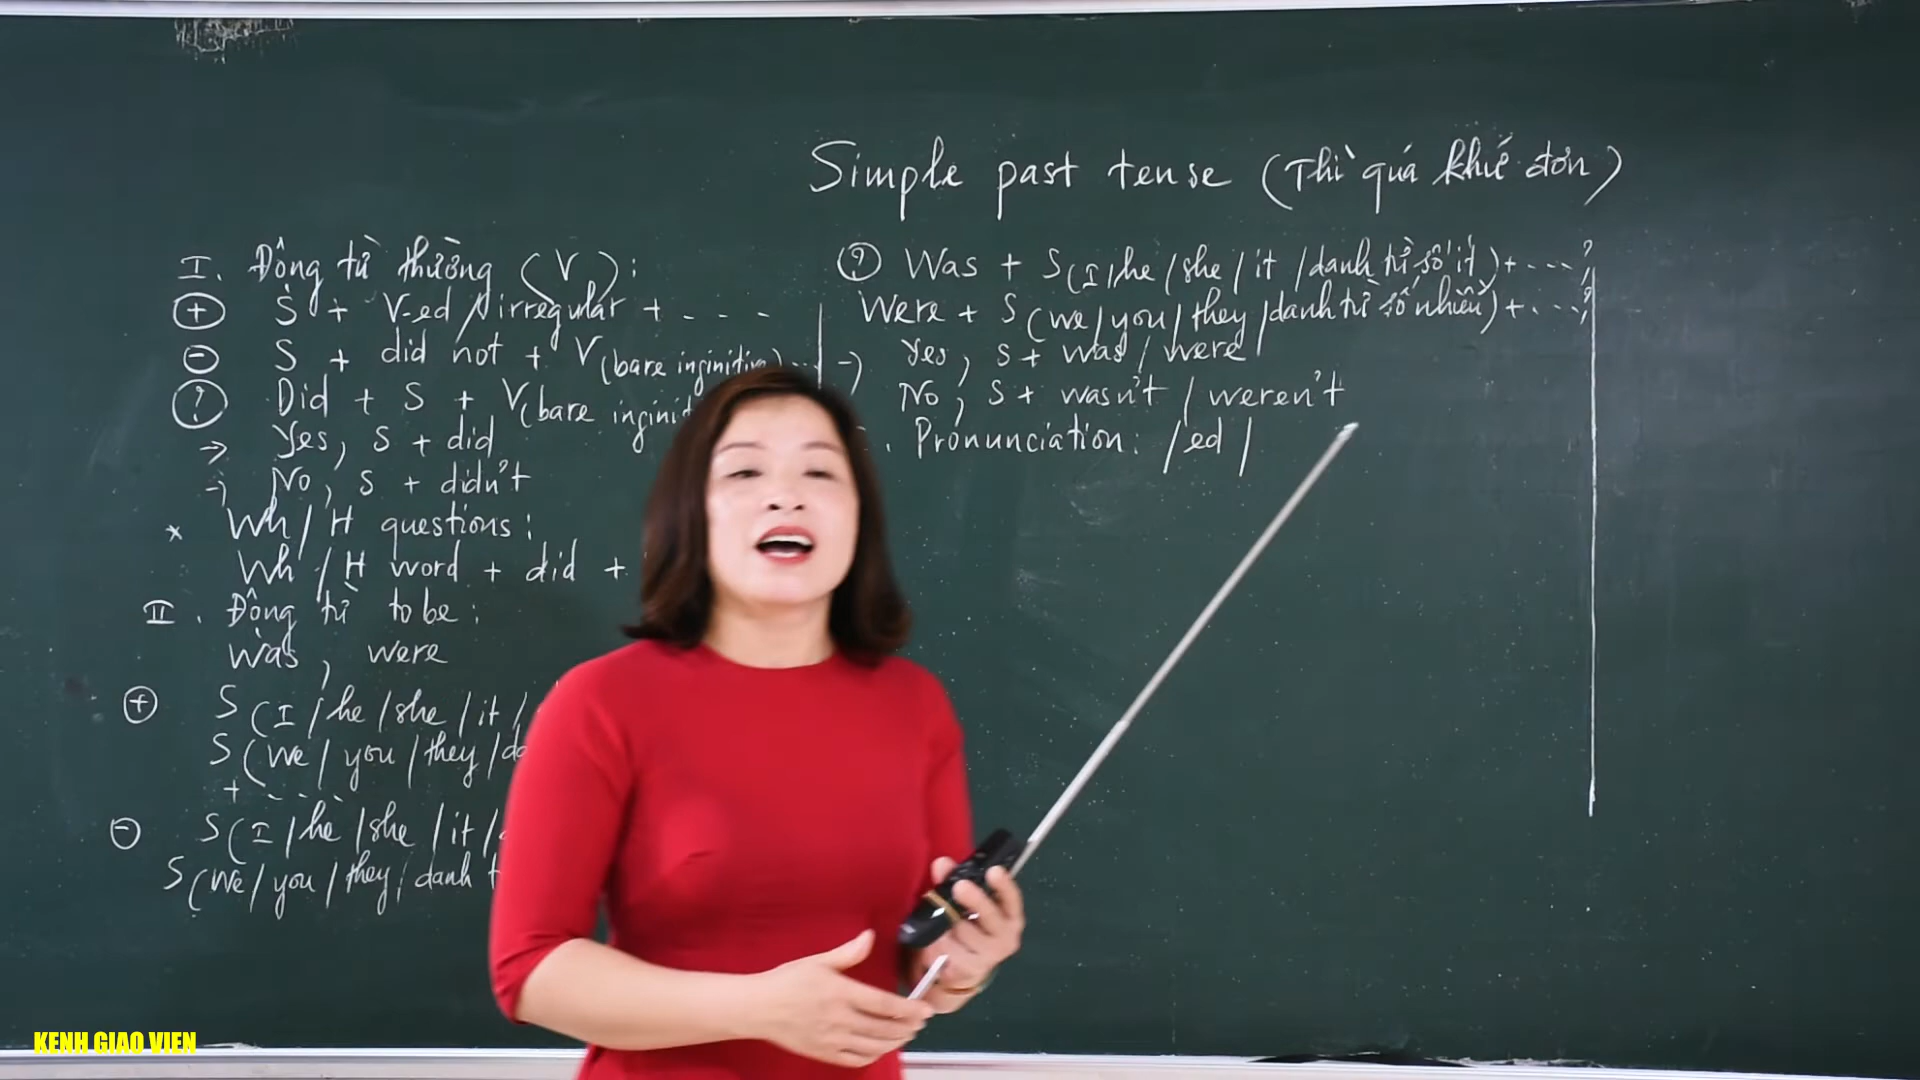 Simple past tense (Thì quá khứ đơn)
I. Động từ thường (V):
(+) S + V-ed / irregular + ...
(-) S + did not + V(bare inginitive) ...
(?) Did + S + V(bare inginit
→ Yes, S + did
→ No, S + didn't
* Wh / H questions:
Wh / H word + did +
II. Động từ to be:
Was, were
(+) S (I / he / she / it /
S (we / you / they / da
+ ...
(-) S (I / he / she / it /
S (we / you / they / danh t
(?) Was + S (I / he / she / it / danh từ số ít) + ...?
Were + S (we / you / they / danh từ số nhiều) + ...?
→ Yes, S + was / were
No, S + wasn't / weren't
. Pronunciation: /ed/
KENH GIAO VIEN